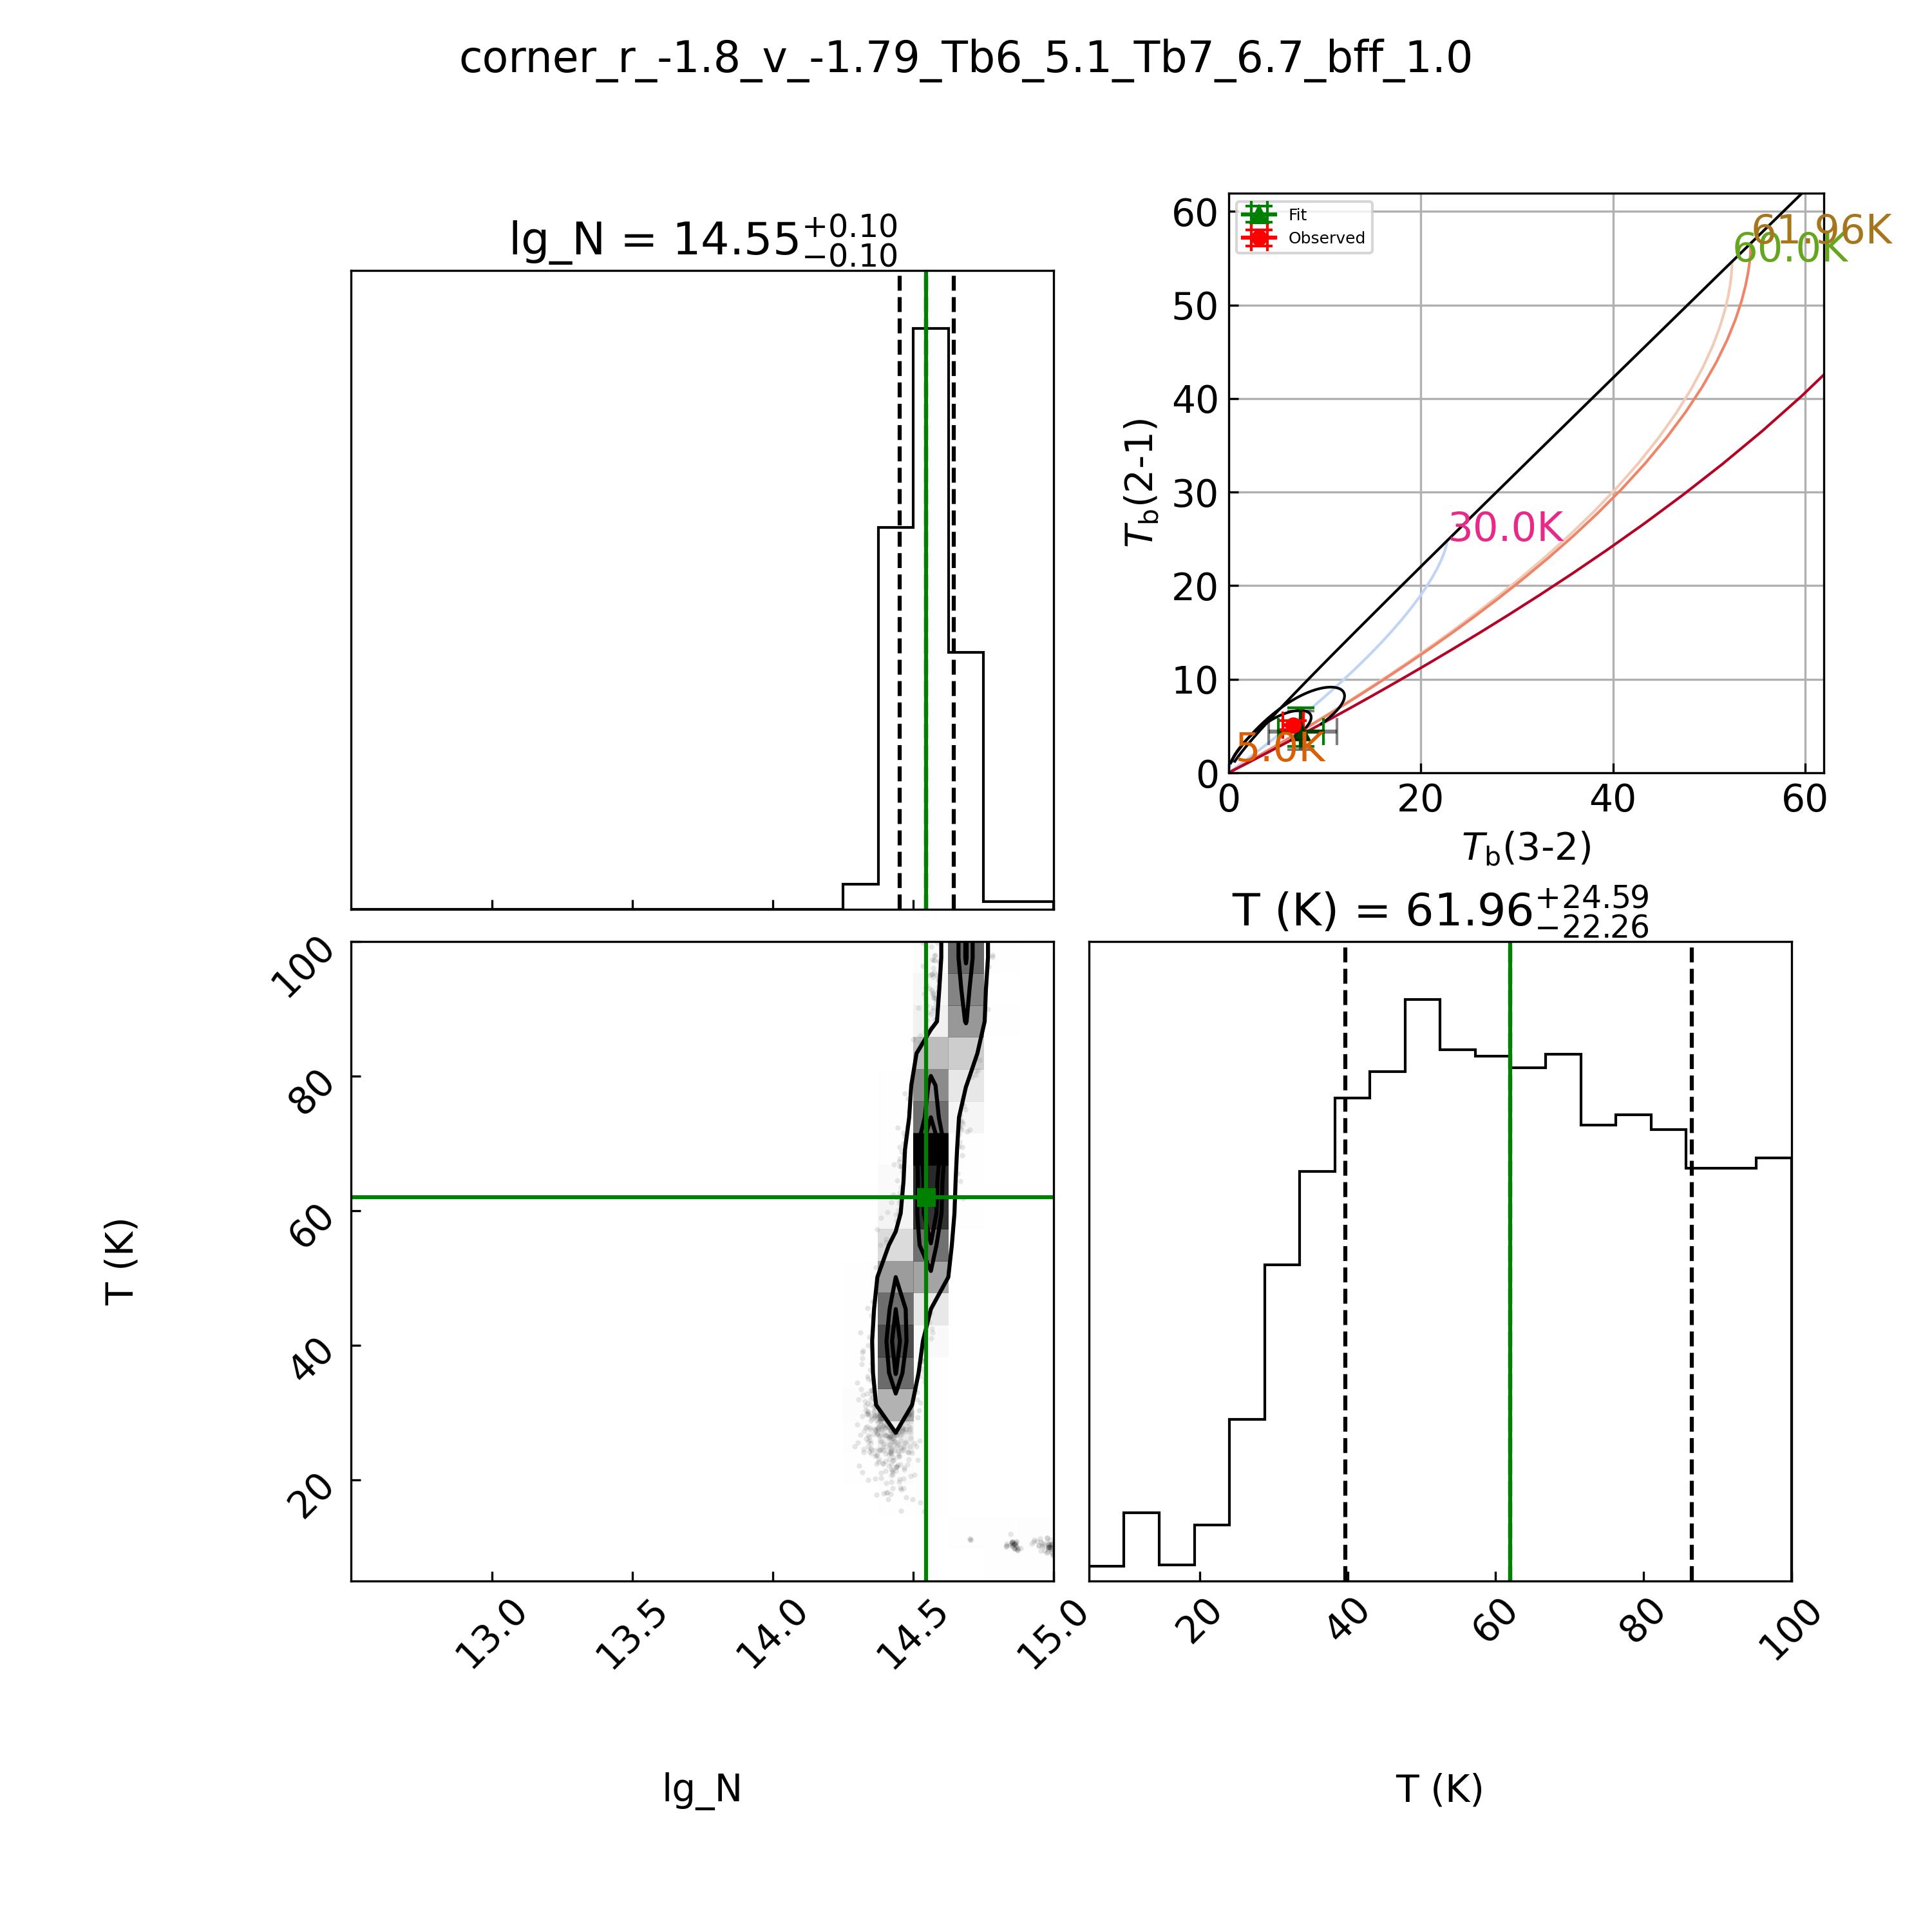 corner_r_-1.8_v_-1.79_Tb6_5.1_Tb7_6.7_bff_1.0
lg_N = 14.55+0.10−0.10
60
50
40
30
20
10
0
Tb(2-1)
Fit
Observed
61.96K
60.0K
30.0K
5.0K
0
20
40
60
Tb(3-2)
T (K) = 61.96+24.59−22.26
100
80
60
40
20
T (K)
13.0
13.5
14.0
14.5
15.0
lg_N
20
40
60
80
100
T (K)